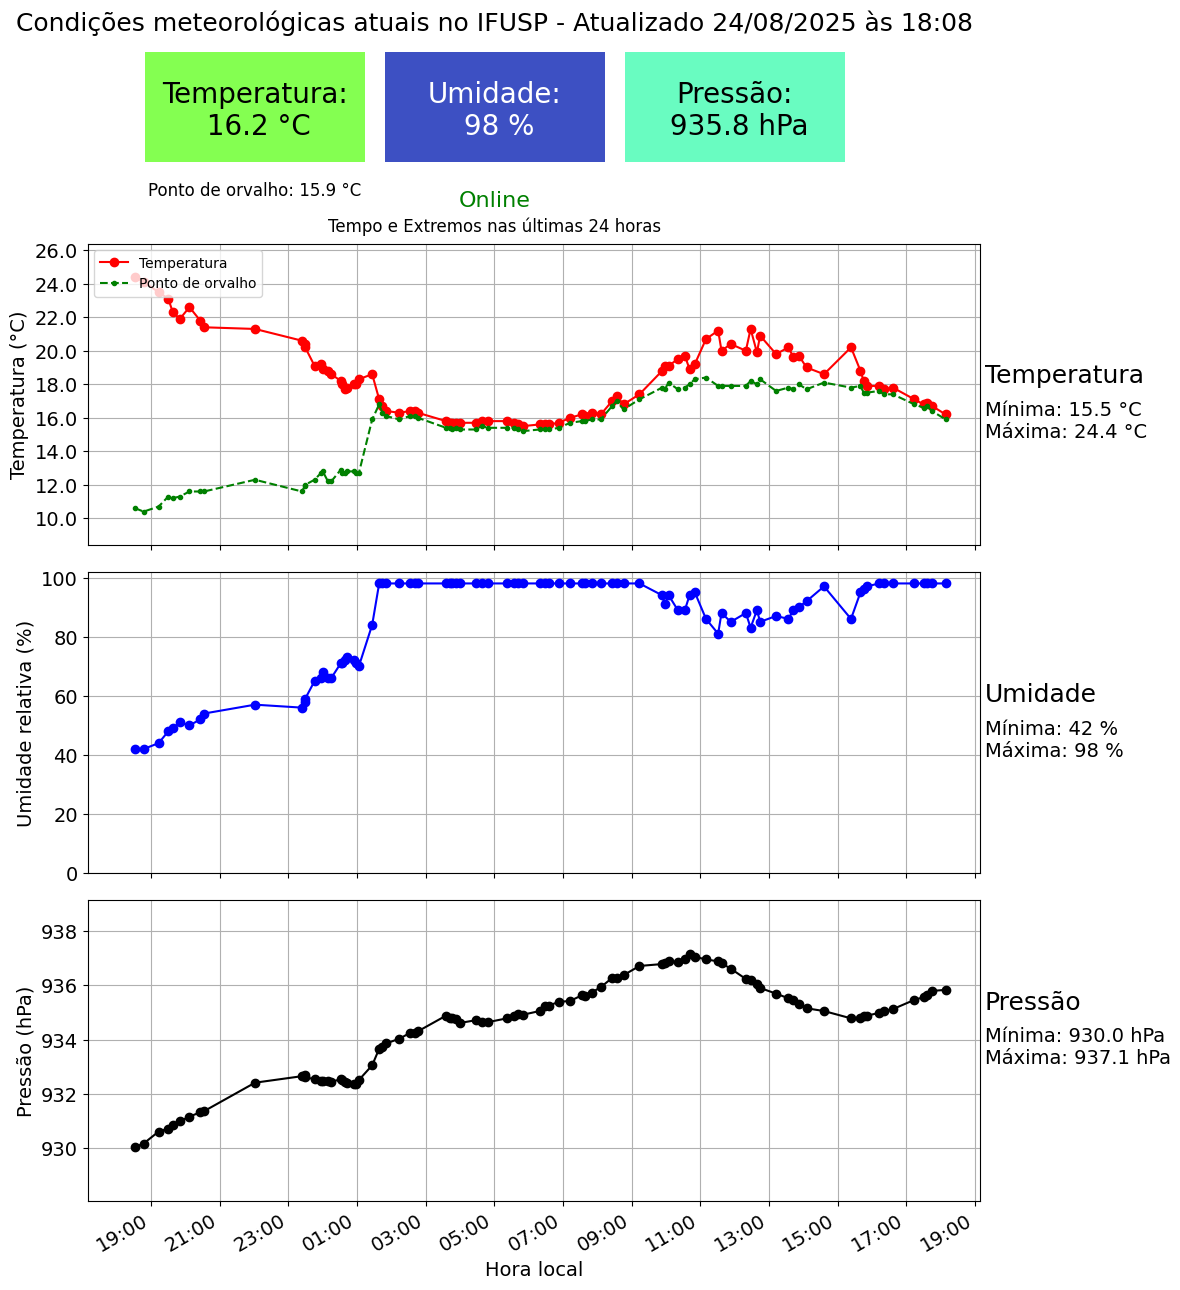 Condições meteorológicas atuais no IFUSP - Atualizado 24/08/2025 às 18:08
Temperatura:
16.2 °C
Umidade:
98 %
Pressão:
935.8 hPa
Ponto de orvalho: 15.9 °C
Online
Tempo e Extremos nas últimas 24 horas
Temperatura (°C)
26.0
24.0
22.0
20.0
18.0
16.0
14.0
12.0
10.0
Temperatura
Ponto de orvalho
Temperatura
Mínima: 15.5 °C
Máxima: 24.4 °C
Umidade relativa (%)
100
80
60
40
20
0
Umidade
Mínima: 42 %
Máxima: 98 %
Pressão (hPa)
938
936
934
932
930
Pressão
Mínima: 930.0 hPa
Máxima: 937.1 hPa
19:00
21:00
23:00
01:00
03:00
05:00
07:00
09:00
11:00
13:00
15:00
17:00
19:00
Hora local